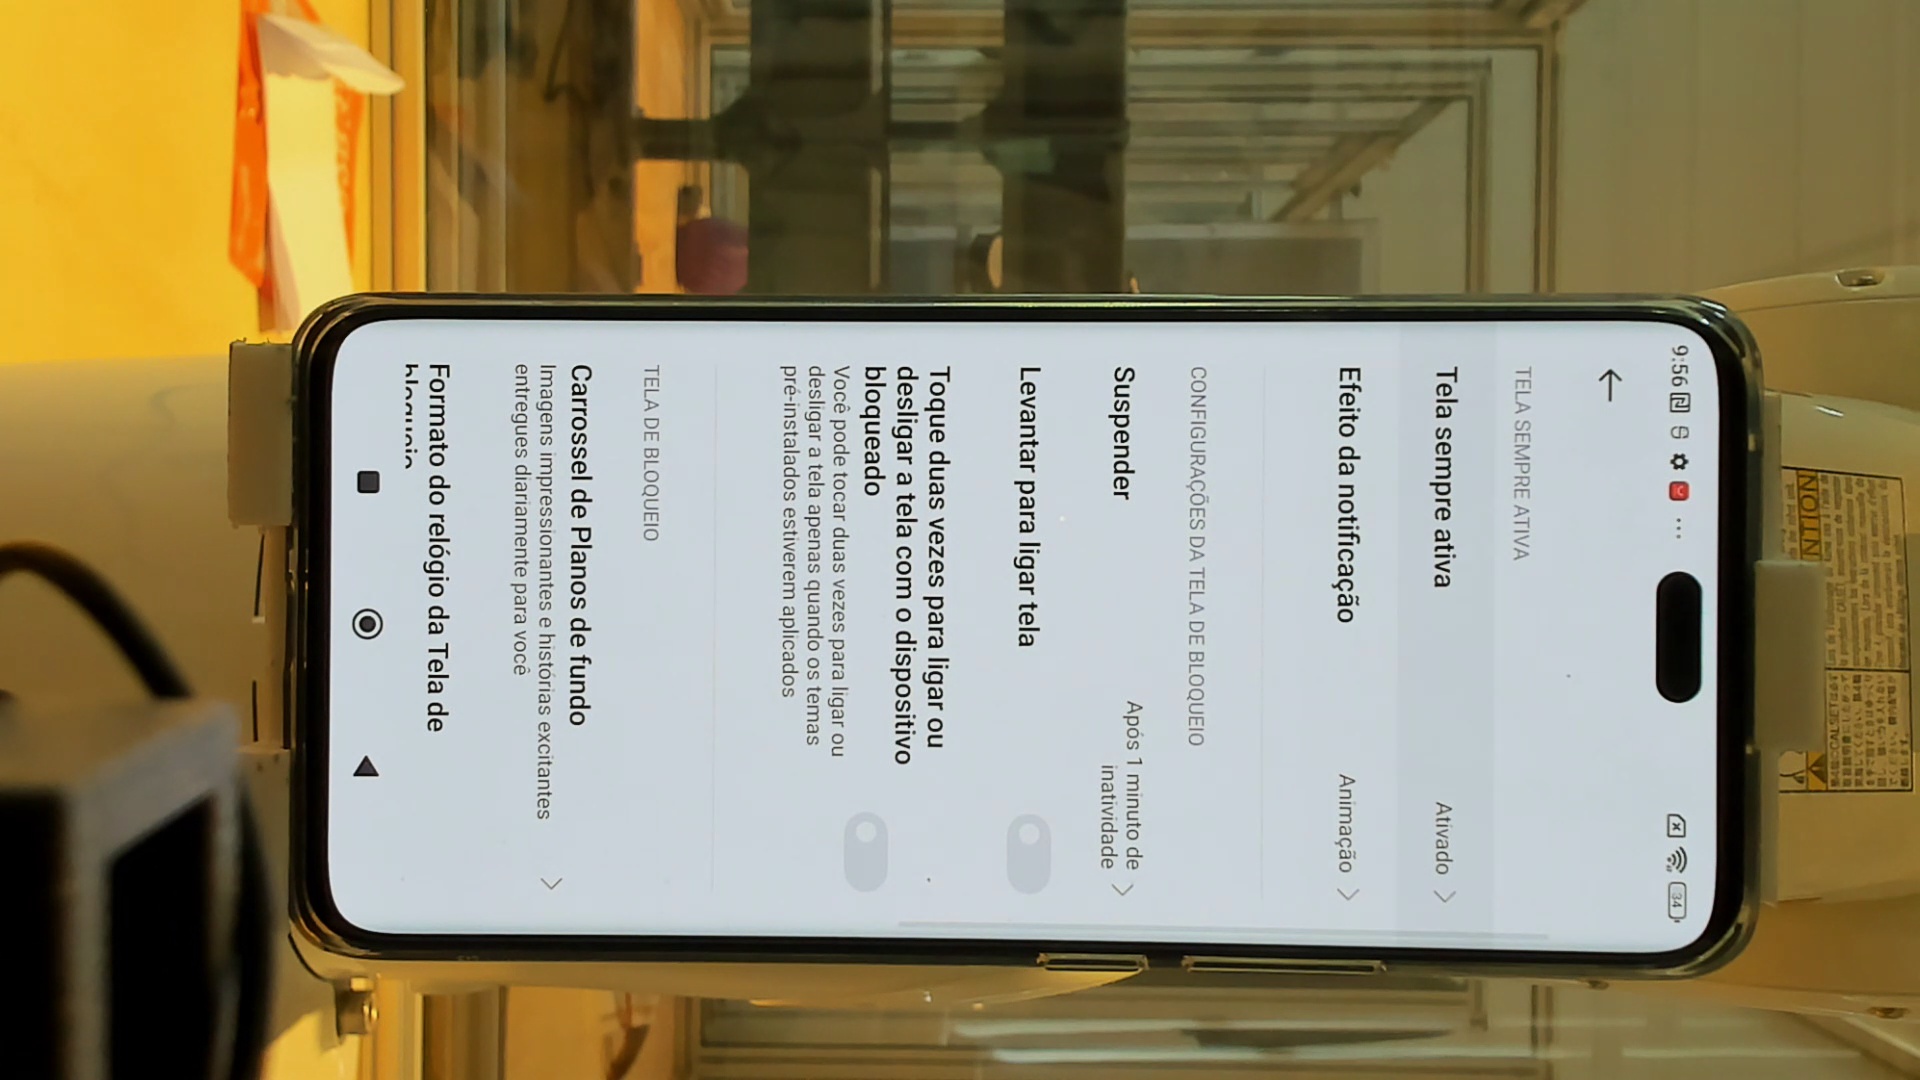 9:56
34
TELA SEMPRE ATIVA
Tela sempre ativa
Ativado
Efeito da notificação
Animação
CONFIGURAÇÕES DA TELA DE BLOQUEIO
Suspender
Após 1 minuto de
inatividade
Levantar para ligar tela
Toque duas vezes para ligar ou
desligar a tela com o dispositivo
bloqueado
Você pode tocar duas vezes para ligar ou
desligar a tela apenas quando os temas
pré-instalados estiverem aplicados
TELA DE BLOQUEIO
Carrossel de Planos de fundo
Imagens impressionantes e histórias excitantes
entregues diariamente para você
Formato do relógio da Tela de
bloqueio